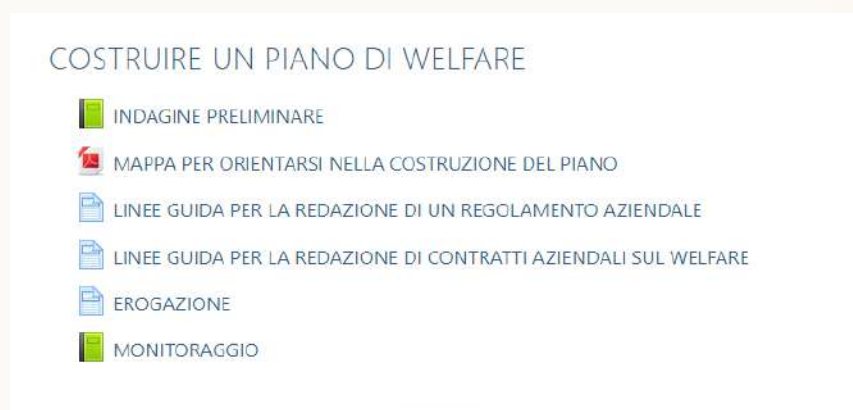 COSTRUIRE UN PIANO DI WELFARE
INDAGINE PRELIMINARE
MAPPA PER ORIENTARSI NELLA COSTRUZIONE DEL PIANO
LINEE GUIDA PER LA REDAZIONE DI UN REGOLAMENTO AZIENDALE
LINEE GUIDA PER LA REDAZIONE DI CONTRATTI AZIENDALI SUL WELFARE
EROGAZIONE
MONITORAGGIO